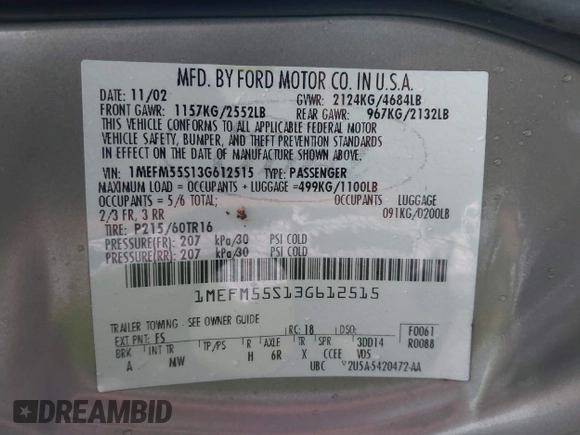 MFD. BY FORD MOTOR CO. IN U.S.A.
DATE: 11/02 GVWR: 2124KG/4684LB
FRONT GAWR: 1157KG/2552LB REAR GAWR: 967KG/2132LB
THIS VEHICLE CONFORMS TO ALL APPLICABLE FEDERAL MOTOR
VEHICLE SAFETY, BUMPER, AND THEFT PREVENTION STANDARDS
IN EFFECT ON THE DATE OF MANUFACTURE SHOWN ABOVE.
VIN: 1MEFM55S13G612515 TYPE: PASSENGER
MAXIMUM LOAD = OCCUPANTS + LUGGAGE = 499KG/1100LB
OCCUPANTS = 5/6 TOTAL; OCCUPANTS LUGGAGE
2/3 FR, 3 RR 091KG/0200LB
TIRE: P215/60TR16
PRESSURE(FR): 207 kPa/30 PSI COLD
PRESSURE(RR): 207 kPa/30 PSI COLD
1MEFM55S13G612515
TRAILER TOWING - SEE OWNER GUIDE
EXT PNT: FS RC: 18 DSO: F0061
BRK INT TR TP/PS R AXLE TR SPR 3DD14 R0088
A MW H 6R X CCEE VDS
UBC 2U5A-5420472-AA
DREAMBID